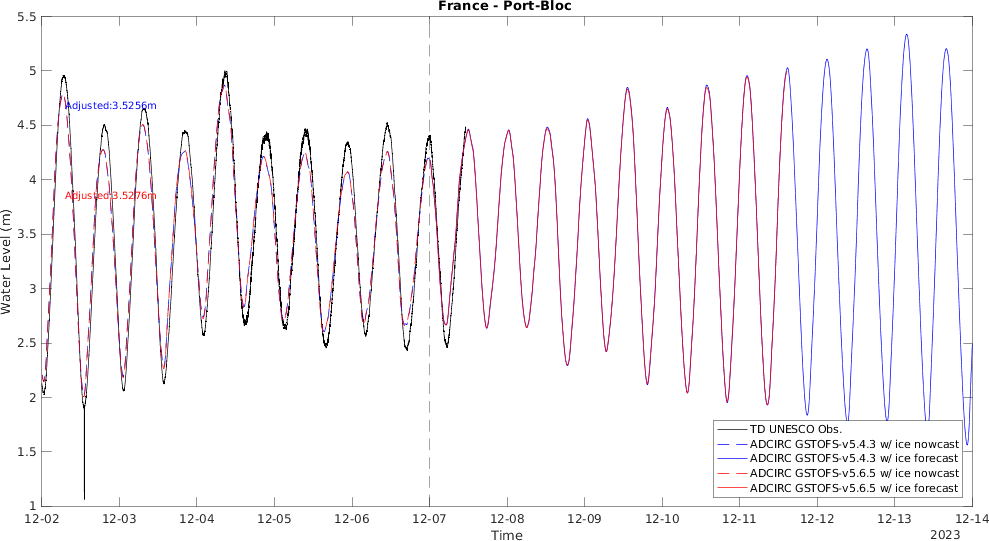 France - Port-Bloc
5.5
5
4.5
4
3.5
3
2.5
2
1.5
1
Water Level (m)
Adjusted:3.5256m
Adjusted:3.5276m
TD UNESCO Obs.
ADCIRC GSTOFS-v5.4.3 w/ ice nowcast
ADCIRC GSTOFS-v5.4.3 w/ ice forecast
ADCIRC GSTOFS-v5.6.5 w/ ice nowcast
ADCIRC GSTOFS-v5.6.5 w/ ice forecast
12-02 12-03 12-04 12-05 12-06 12-07 12-08 12-09 12-10 12-11 12-12 12-13 12-14
Time
2023